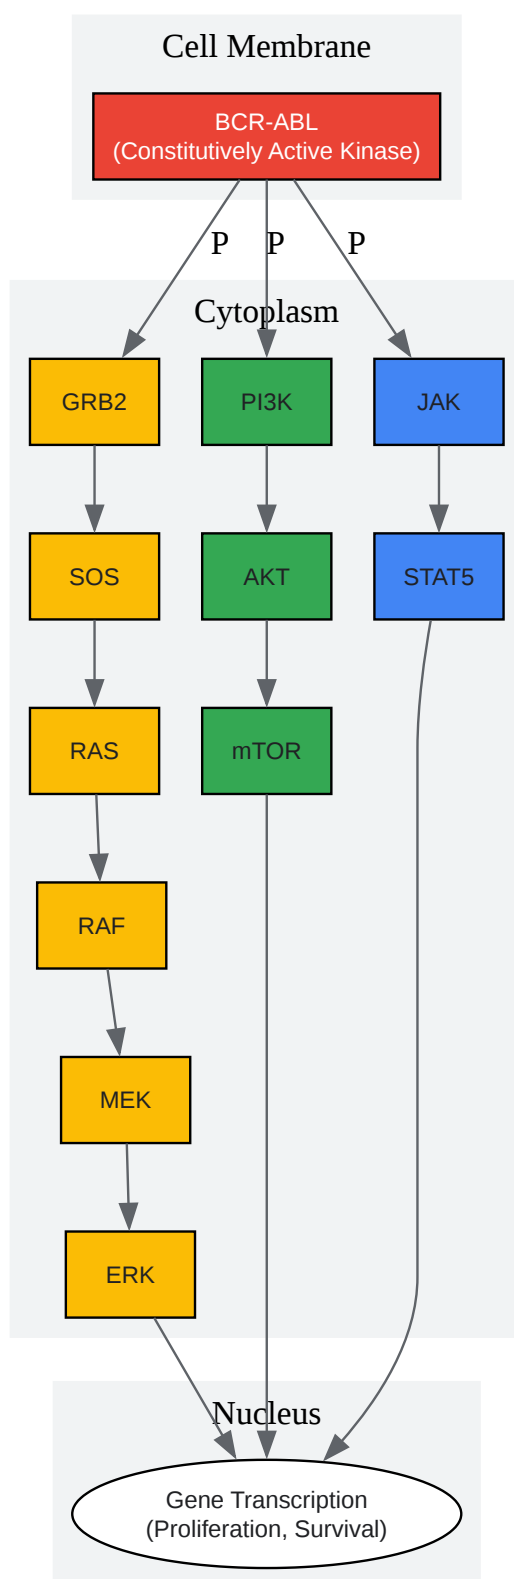 Cell Membrane
BCR-ABL
(Constitutively Active Kinase)
P
P
P
Cytoplasm
GRB2
PI3K
JAK
SOS
AKT
STAT5
RAS
mTOR
RAF
MEK
ERK
Nucleus
Gene Transcription
(Proliferation, Survival)